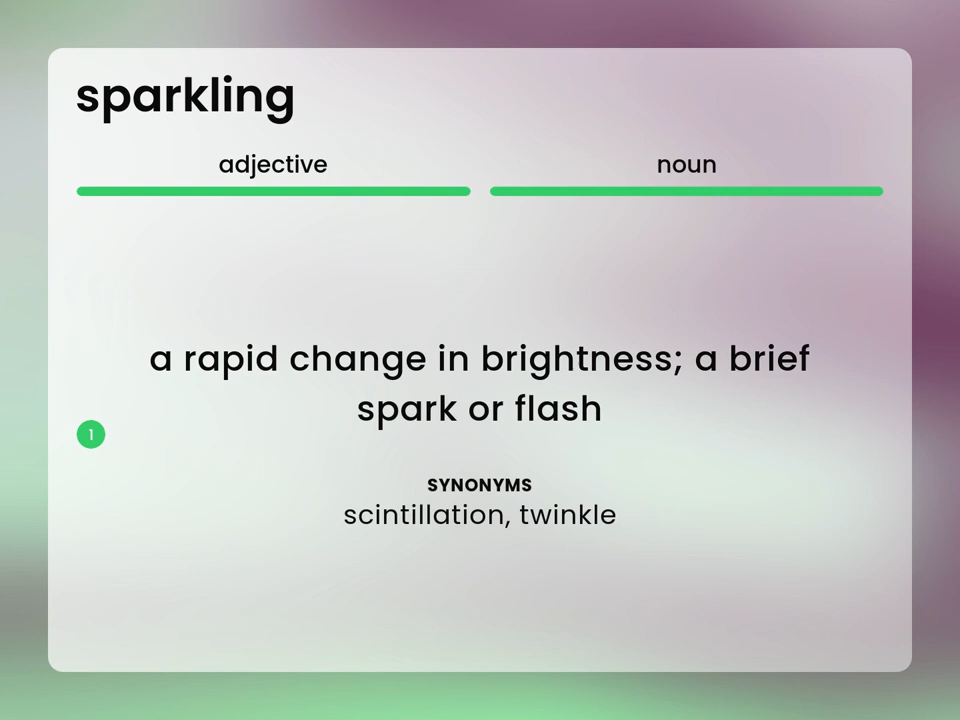 sparkling
adjective
noun
a rapid change in brightness; a brief
spark or flash
1
SYNONYMS
scintillation, twinkle